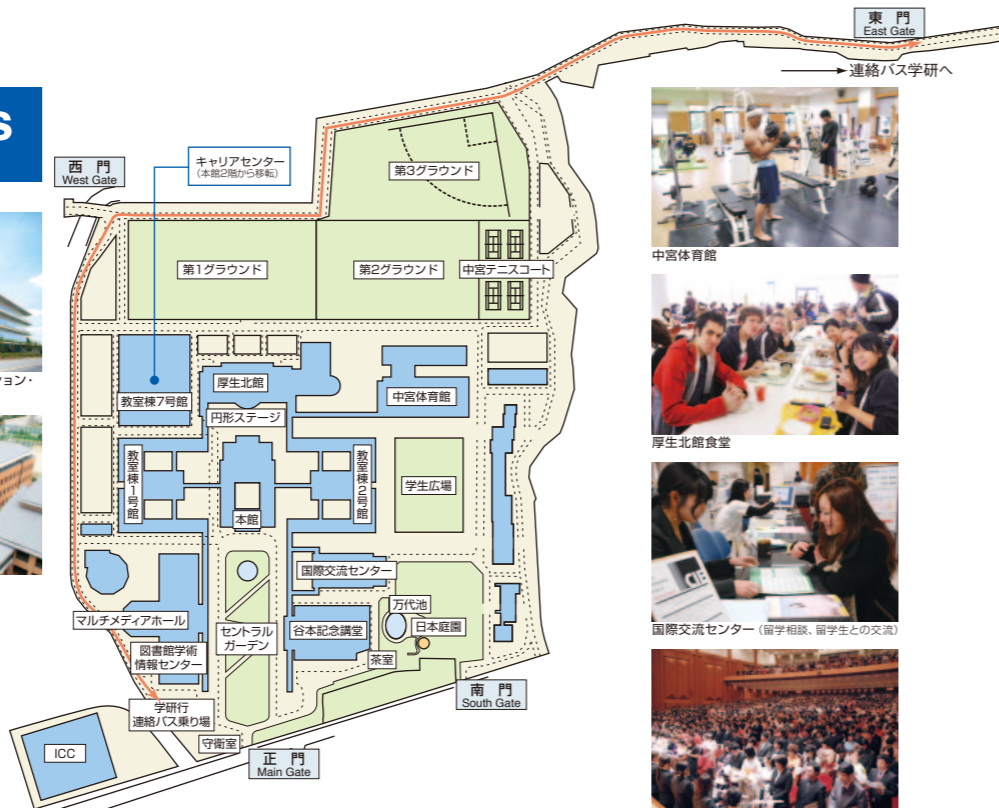 s
東 門
East Gate
連絡バス学研へ
西 門
West Gate
キャリアセンター
(本館2階から移転)
第3グラウンド
第1グラウンド
第2グラウンド
中宮テニスコート
中宮体育館
ション・
教室棟7号館
厚生北館
中宮体育館
円形ステージ
厚生北館食堂
教室棟1号館
教室棟2号館
学生広場
本館
国際交流センター
万代池
日本庭園
国際交流センター(留学相談、留学生との交流)
マルチメディアホール
セントラル
ガーデン
谷本記念講堂
図書館学術
情報センター
茶室
南 門
South Gate
学研行
連絡バス乗り場
守衛室
ICC
正 門
Main Gate